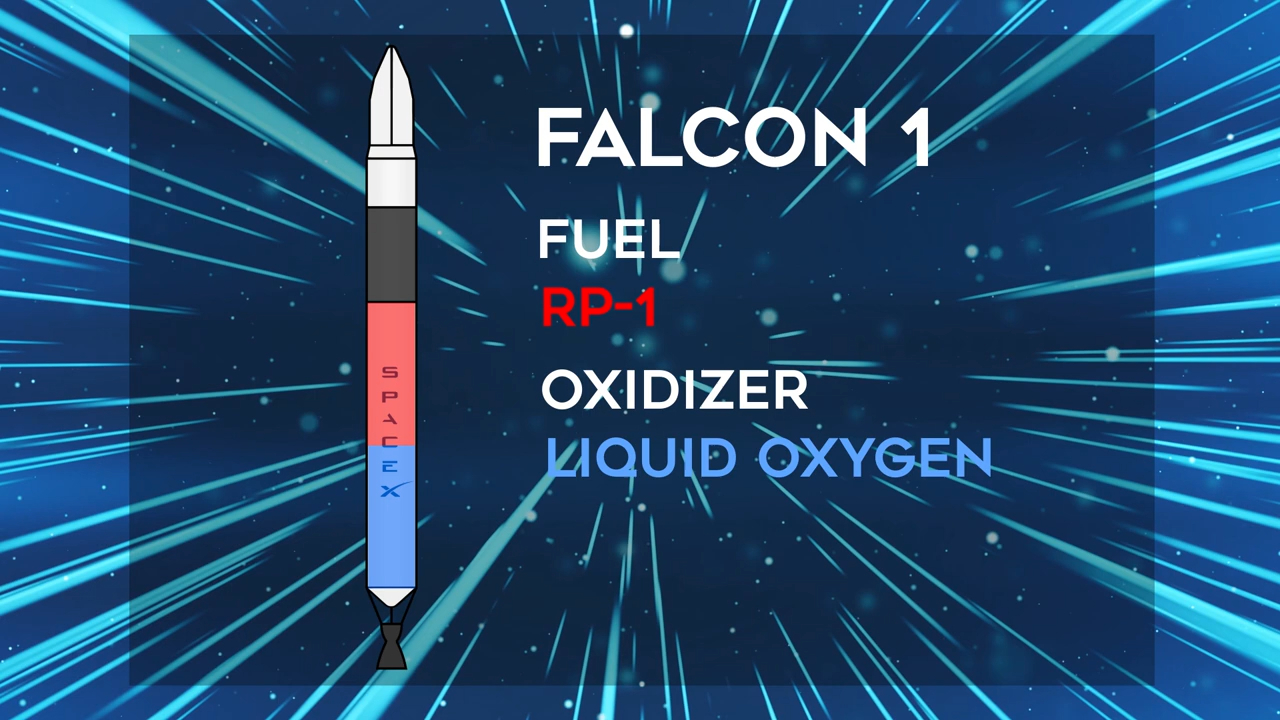 FALCON 1
FUEL
RP-1
OXIDIZER
LIQUID OXYGEN
SPACEX